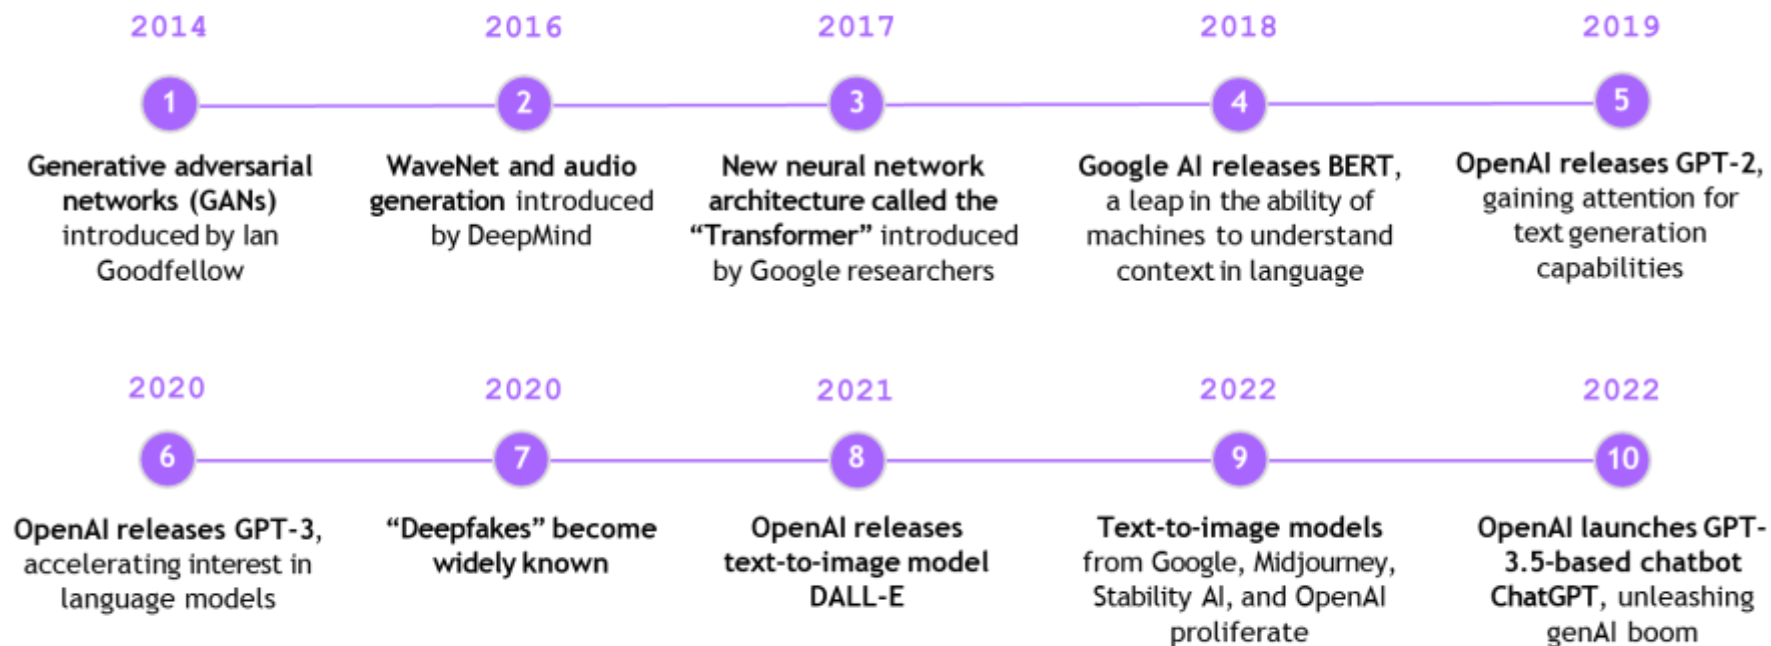 2014
2016
2017
2018
2019
1
2
3
4
5
Generative adversarial
networks (GANs)
introduced by Ian
Goodfellow
WaveNet and audio
generation introduced
by DeepMind
New neural network
architecture called the
“Transformer” introduced
by Google researchers
Google AI releases BERT,
a leap in the ability of
machines to understand
context in language
OpenAI releases GPT-2,
gaining attention for
text generation
capabilities
2020
2020
2021
2022
2022
6
7
8
9
10
OpenAI releases GPT-3,
accelerating interest in
language models
“Deepfakes” become
widely known
OpenAI releases
text-to-image model
DALL-E
Text-to-image models
from Google, Midjourney,
Stability AI, and OpenAI
proliferate
OpenAI launches GPT-
3.5-based chatbot
ChatGPT, unleashing
genAI boom